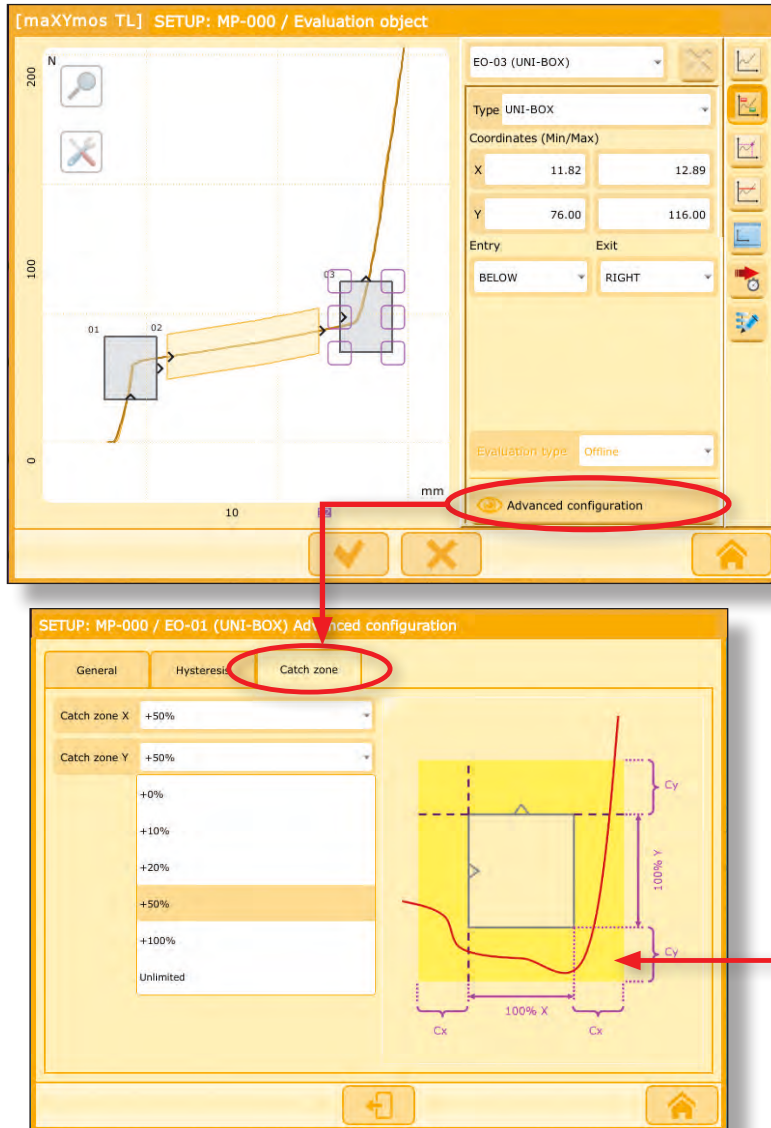 [maXYmos TL] SETUP: MP-000 / Evaluation object
N
200
100
0
01
02
03
mm
10
12
EO-03 (UNI-BOX)
Type UNI-BOX
Coordinates (Min/Max)
X 11.82 12.89
Y 76.00 116.00
Entry Exit
BELOW RIGHT
Evaluation type Offline
Advanced configuration
SETUP: MP-000 / EO-01 (UNI-BOX) Advanced configuration
General Hysteresis Catch zone
Catch zone X +50%
Catch zone Y +50%
+0%
+10%
+20%
+50%
+100%
Unlimited
Cy
100% Y
Cy
100% X
Cx Cx